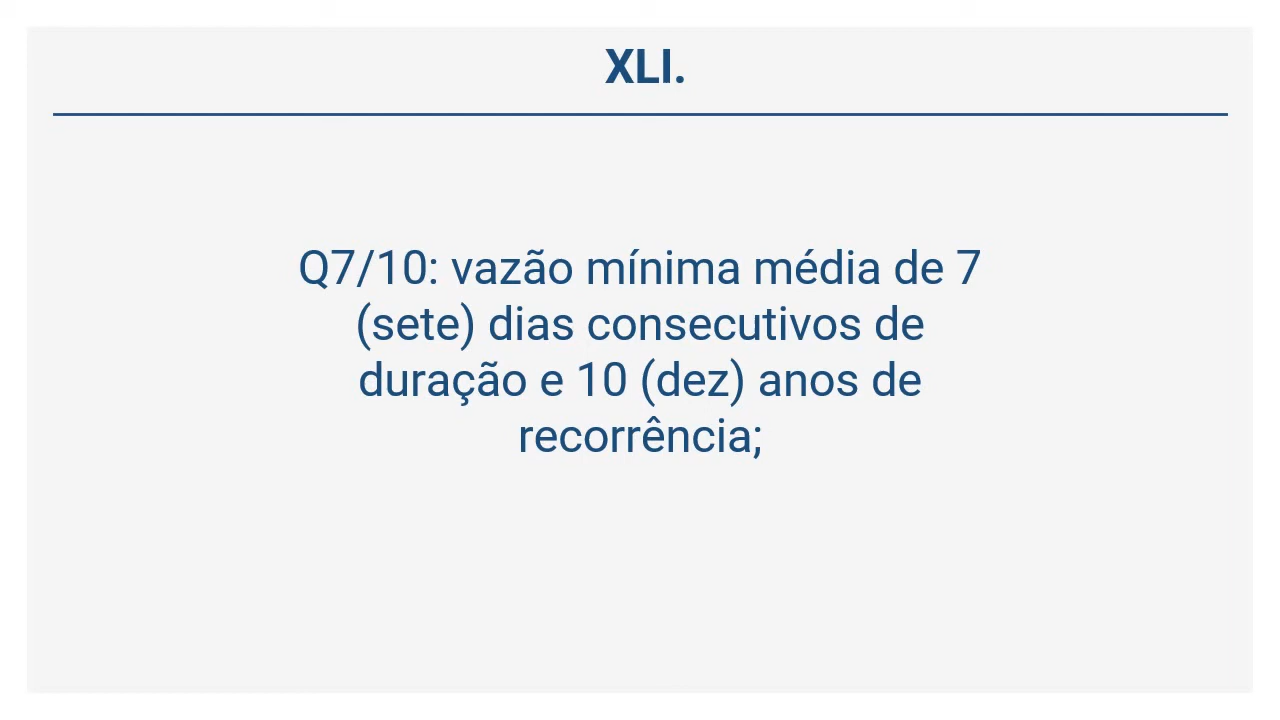 XLI.
Q7/10: vazão mínima média de 7
(sete) dias consecutivos de
duração e 10 (dez) anos de
recorrência;